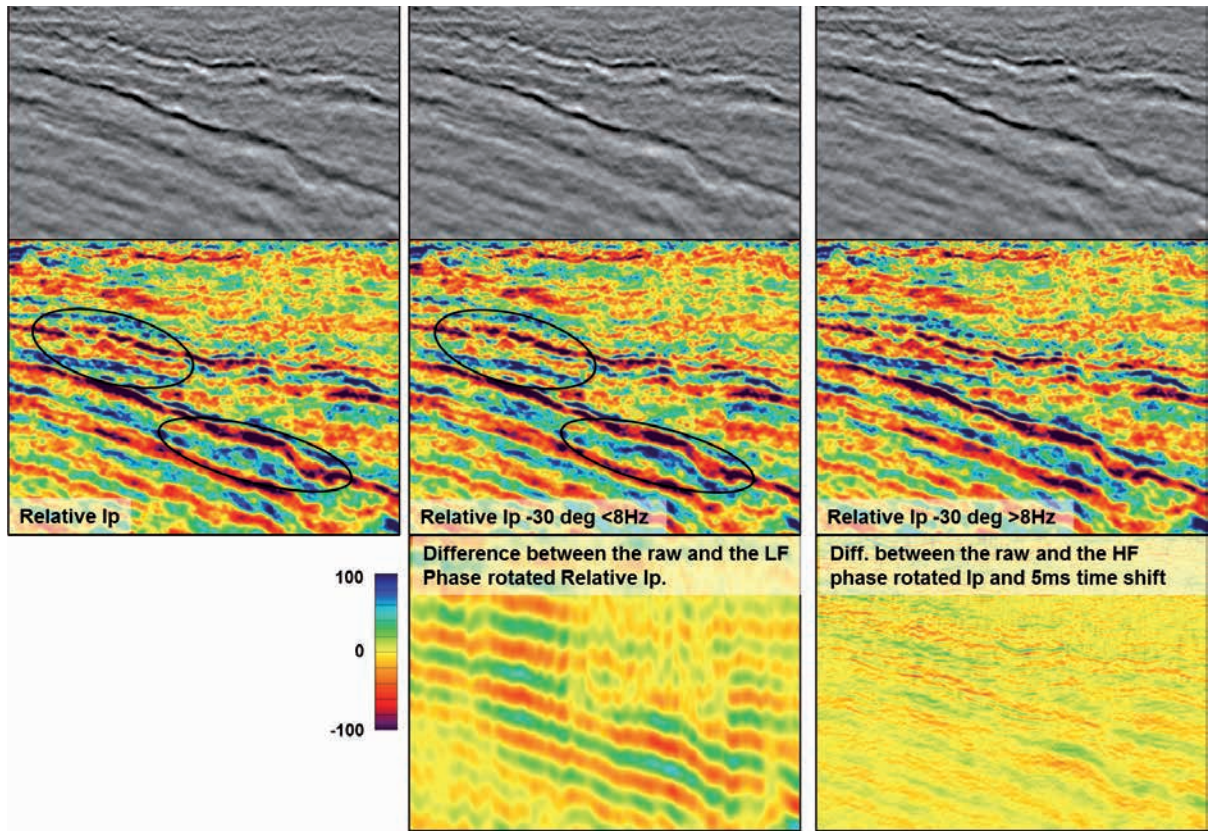 Relative Ip
Relative Ip -30 deg <8Hz
Relative Ip -30 deg >8Hz
Difference between the raw and the LF
Phase rotated Relative Ip.
Diff. between the raw and the HF
phase rotated Ip and 5ms time shift
100
0
-100